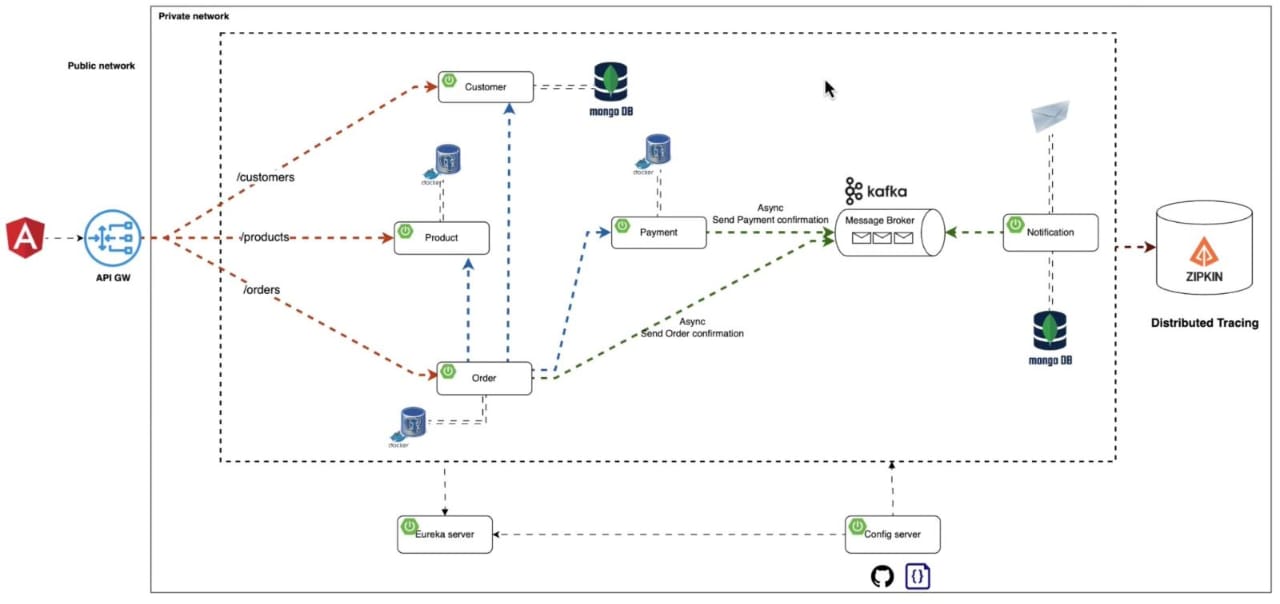 Private network
Public network
Customer
mongo DB
docker
docker
/customers
kafka
Async
Send Payment confirmation
Message Broker
/products
Product
Payment
Notification
API GW
ZIPKIN
/orders
Distributed Tracing
Async
Send Order confirmation
mongo DB
Order
docker
Eureka server
Config server
{}